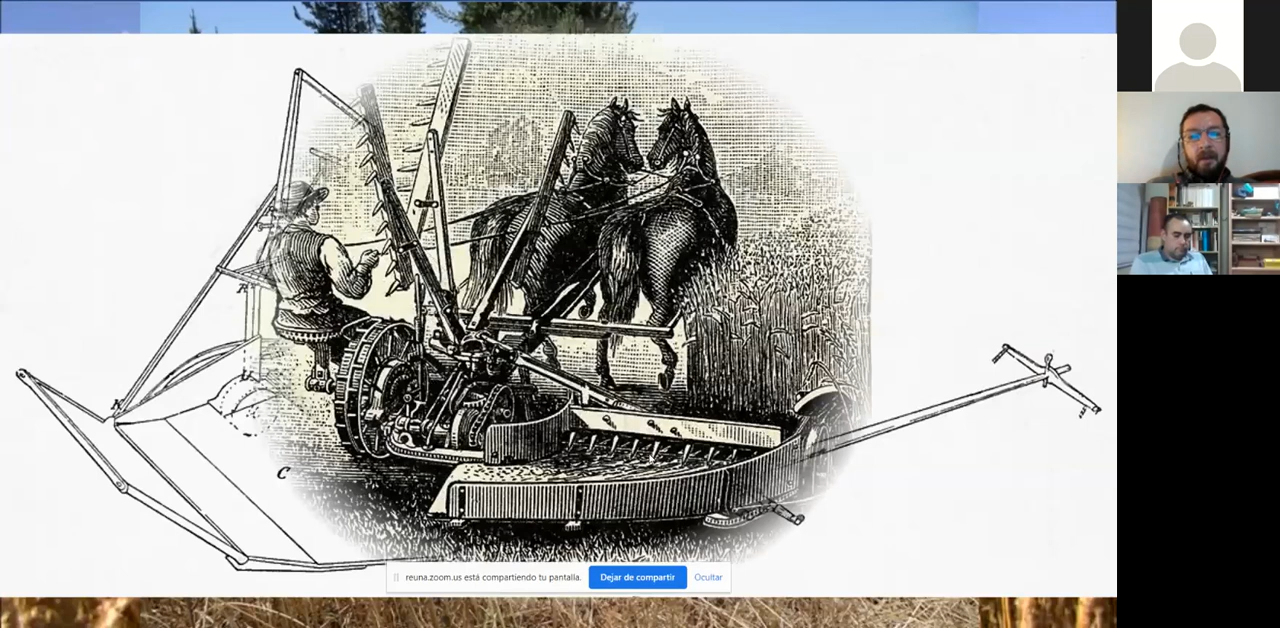 C
reuna.zoom.us está compartiendo tu pantalla.
Dejar de compartir
Ocultar